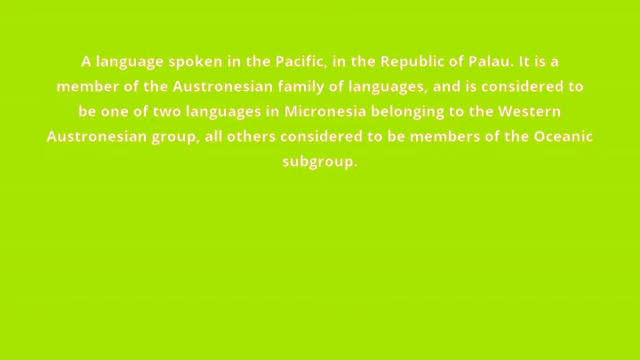 A language spoken in the Pacific, in the Republic of Palau. It is a
member of the Austronesian family of languages, and is considered to
be one of two languages in Micronesia belonging to the Western
Austronesian group, all others considered to be members of the Oceanic
subgroup.